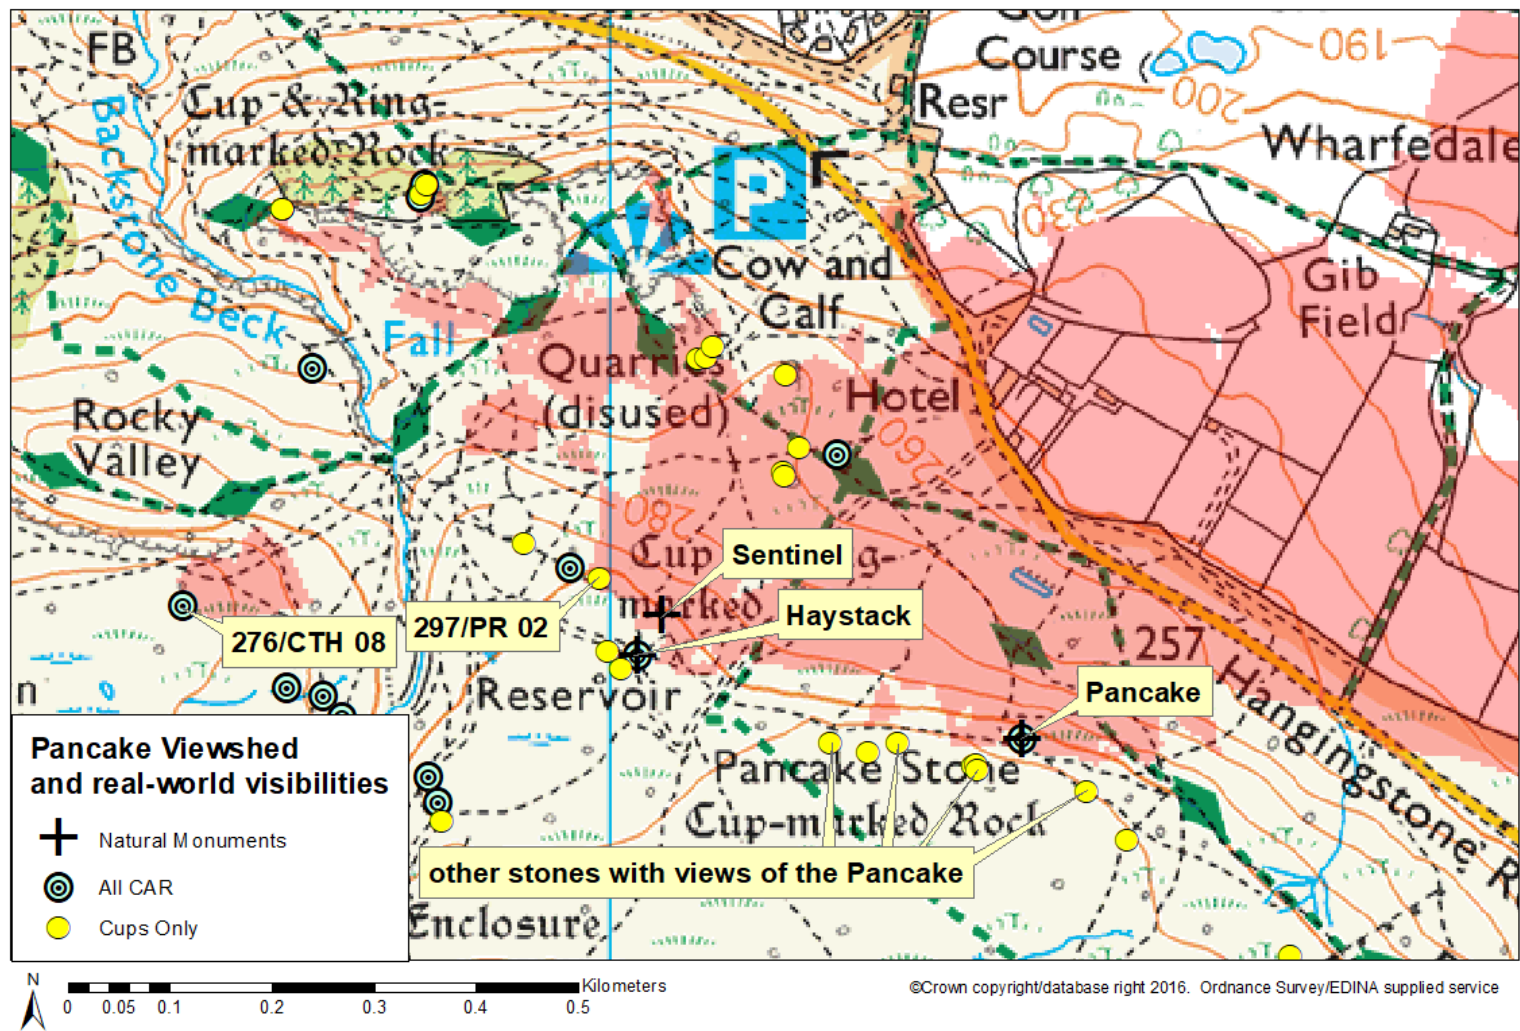 FB
Course
190
200
Resr
Cup & Ring-
marked Rock
Wharfedale
Backstone Beck
P
230
Cow and
Calf
Gib
Field
Fall
Quarries
(disused)
Hotel
260
Rocky
Valley
280
Sentinel
marked
Haystack
276/CTH 08
297/PR 02
257
Reservoir
Pancake
Hangingstone R
n
Pancake Stone
Cup-marked Rock
other stones with views of the Pancake
Enclosure
Pancake Viewshed
and real-world visibilities
Natural Monuments
All CAR
Cups Only
N
Kilometers
0 0.05 0.1 0.2 0.3 0.4 0.5
©Crown copyright/database right 2016. Ordnance Survey/EDINA supplied service